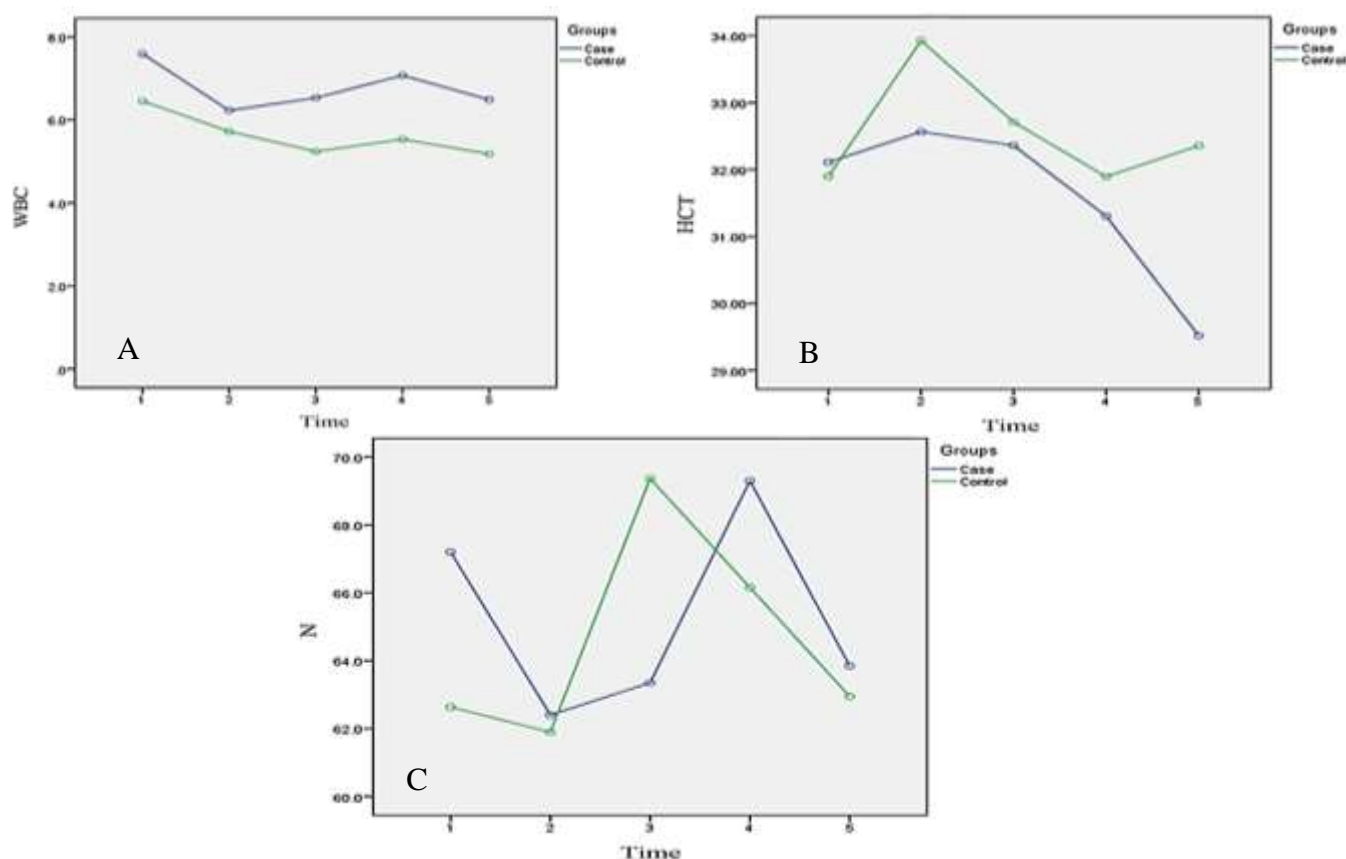 8.0
6.0
4.0
2.0
.0
WBC
1 2 3 4 5
Time
Groups
Case
Control
A
34.00
33.00
32.00
31.00
30.00
29.00
HCT
1 2 3 4 5
Time
Groups
Case
Control
B
70.0
68.0
66.0
64.0
62.0
60.0
N
1 2 3 4 5
Time
Groups
Case
Control
C